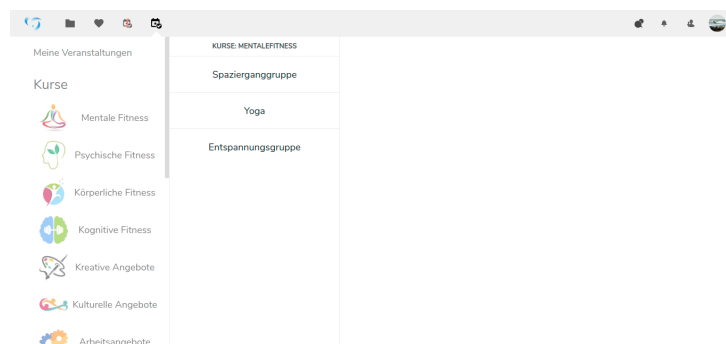 Meine Veranstaltungen
Kurse
Mentale Fitness
Psychische Fitness
Körperliche Fitness
Kognitive Fitness
Kreative Angebote
Kulturelle Angebote
Arbeitsangebote
KURSE: MENTALEFITNESS
Spazierganggruppe
Yoga
Entspannungsgruppe